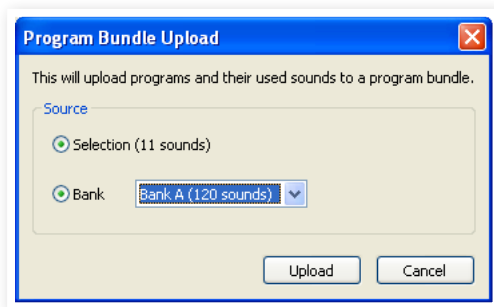 Program Bundle Upload
This will upload programs and their used sounds to a program bundle.
Source
Selection (11 sounds)
Bank Bank A (120 sounds)
Upload Cancel